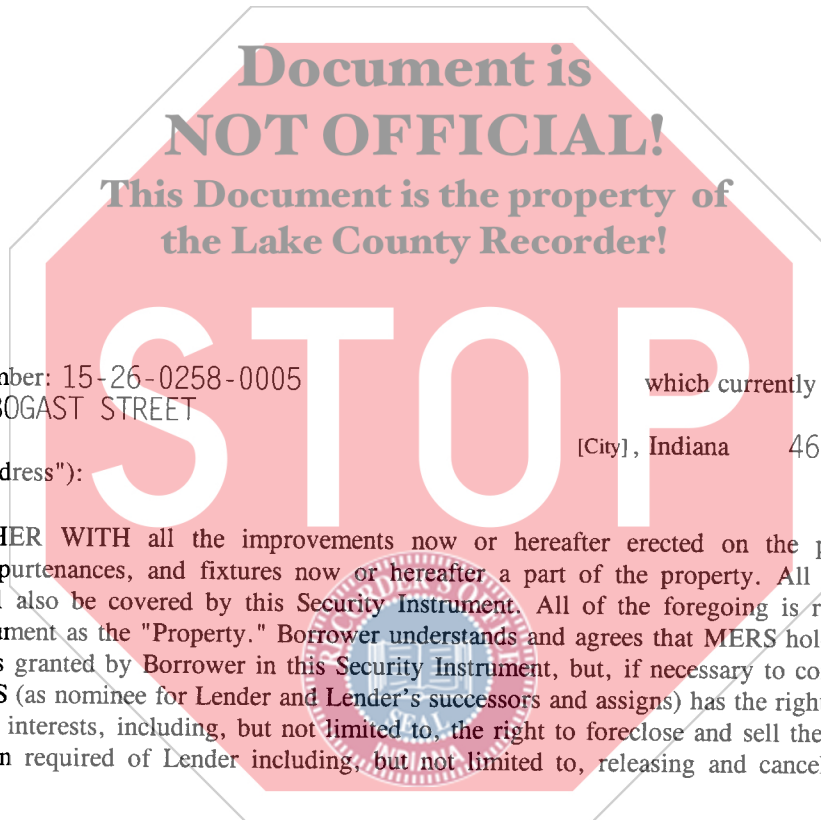 Document is
NOT OFFICIAL!
This Document is the property of
the Lake County Recorder!
STOP
nber: 15-26-0258-0005 which currently
BOGAST STREET
[City], Indiana 46
dress"):
HER WITH all the improvements now or hereafter erected on the p
purtenances, and fixtures now or hereafter a part of the property. All
l also be covered by this Security Instrument. All of the foregoing is r
ument as the "Property." Borrower understands and agrees that MERS hol
s granted by Borrower in this Security Instrument, but, if necessary to co
S (as nominee for Lender and Lender's successors and assigns) has the right
interests, including, but not limited to, the right to foreclose and sell the
n required of Lender including, but not limited to, releasing and cancel
RECORDER'S OFFICE
SEAL
INDIANA